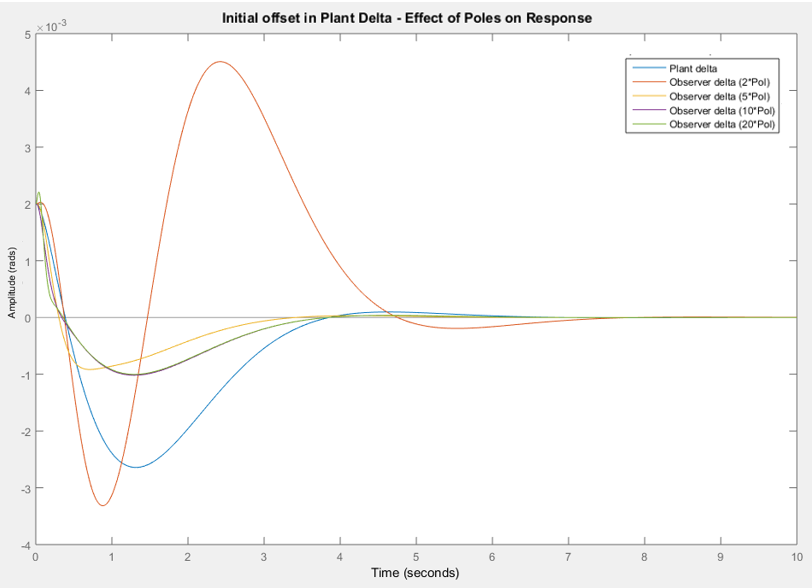 Initial offset in Plant Delta - Effect of Poles on Response
×10⁻³
5
4
3
2
1
0
-1
-2
-3
-4
Amplitude (rads)
Plant delta
Observer delta (2*Pol)
Observer delta (5*Pol)
Observer delta (10*Pol)
Observer delta (20*Pol)
0 1 2 3 4 5 6 7 8 9 10
Time (seconds)